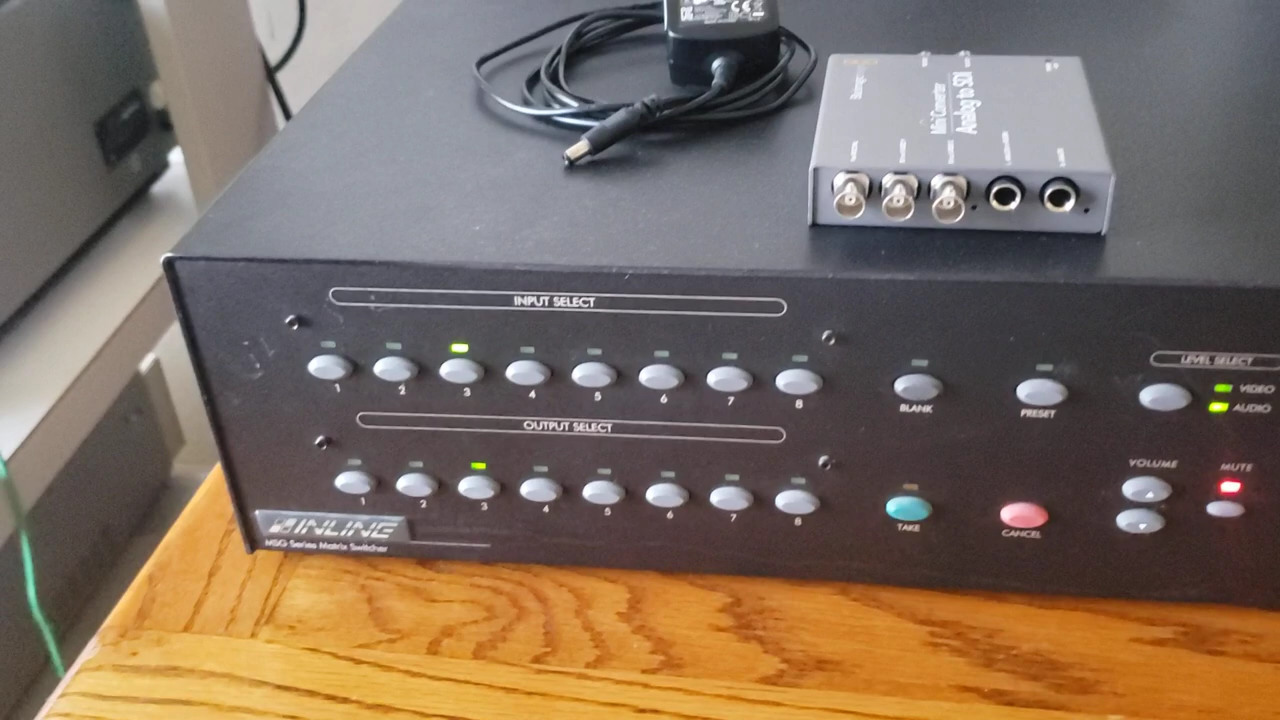 Mini Converter
Analog to SDI
INPUT SELECT
1 2 3 4 5 6 7 8
BLANK
PRESET
LEVEL SELECT
VIDEO
AUDIO
OUTPUT SELECT
1 2 3 4 5 6 7 8
TAKE
CANCEL
VOLUME
MUTE
INLINE
MSG Series Matrix Switcher